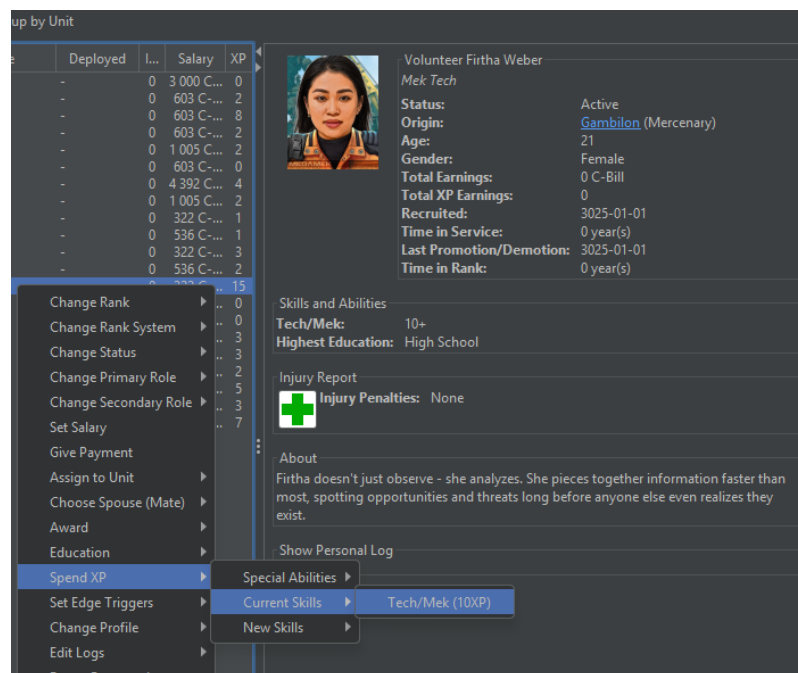 up by Unit
Deployed I... Salary XP
- 0 3 000 C... 0
- 0 603 C-... 2
- 0 603 C-... 8
- 0 603 C-... 2
- 0 1 005 C... 2
- 0 603 C-... 0
- 0 4 392 C... 4
- 0 1 005 C... 2
- 0 322 C-... 1
- 0 536 C-... 1
- 0 322 C-... 3
- 0 536 C-... 2
15
.. 0
.. 0
.. 3
.. 3
.. 2
.. 5
.. 3
.. 7
Change Rank
Change Rank System
Change Status
Change Primary Role
Change Secondary Role
Set Salary
Give Payment
Assign to Unit
Choose Spouse (Mate)
Award
Education
Spend XP
Set Edge Triggers
Change Profile
Edit Logs
Special Abilities
Current Skills
New Skills
Tech/Mek (10XP)
Volunteer Firtha Weber
Mek Tech
Status: Active
Origin: Gambilon (Mercenary)
Age: 21
Gender: Female
Total Earnings: 0 C-Bill
Total XP Earnings: 0
Recruited: 3025-01-01
Time in Service: 0 year(s)
Last Promotion/Demotion: 3025-01-01
Time in Rank: 0 year(s)
Skills and Abilities
Tech/Mek: 10+
Highest Education: High School
Injury Report
Injury Penalties: None
About
Firtha doesn't just observe - she analyzes. She pieces together information faster than
most, spotting opportunities and threats long before anyone else even realizes they
exist.
Show Personal Log